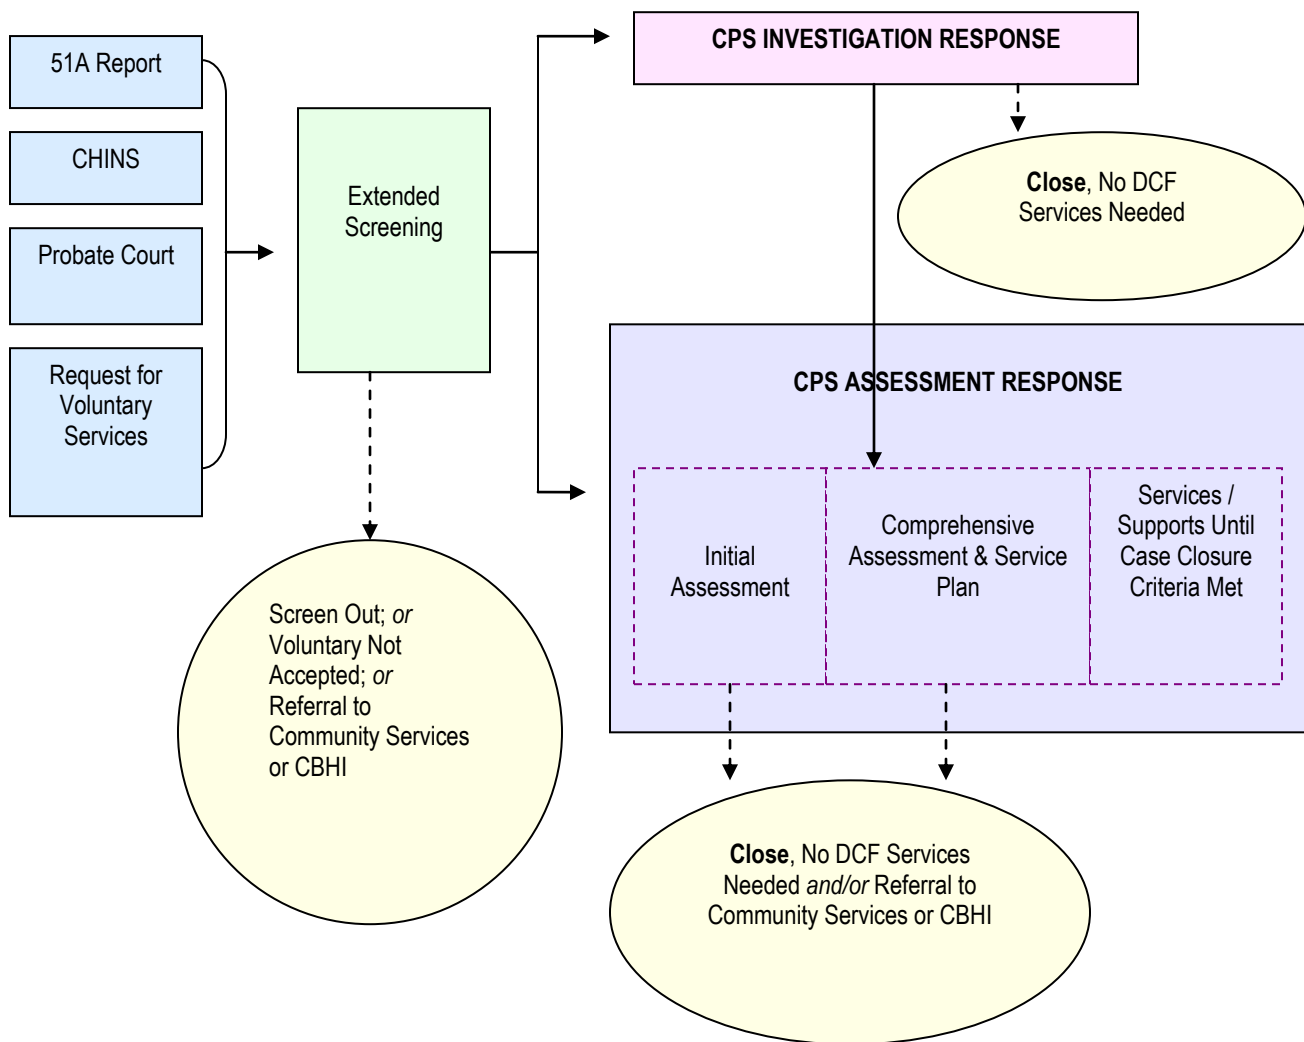 51A Report
CHINS
Probate Court
Request for
Voluntary
Services
Extended
Screening
Screen Out; or
Voluntary Not
Accepted; or
Referral to
Community Services
or CBHI
CPS INVESTIGATION RESPONSE
Close, No DCF
Services Needed
CPS ASSESSMENT RESPONSE
Initial
Assessment
Comprehensive
Assessment & Service
Plan
Services /
Supports Until
Case Closure
Criteria Met
Close, No DCF Services
Needed and/or Referral to
Community Services or CBHI